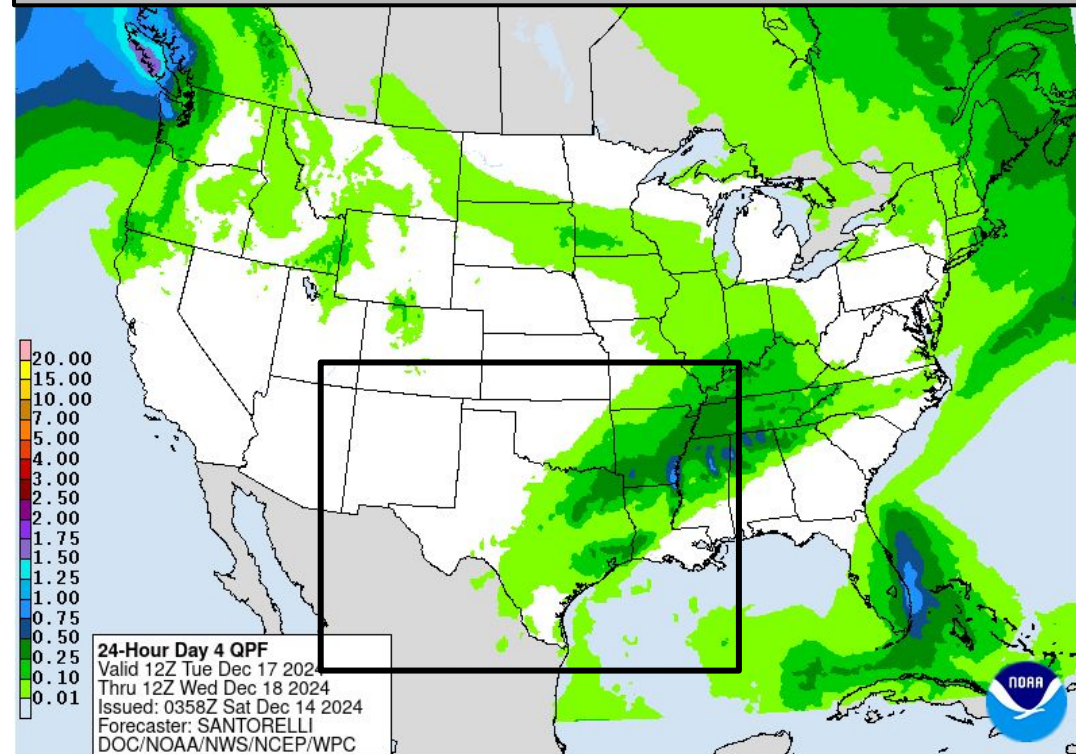 20.00
15.00
10.00
7.00
5.00
4.00
3.00
2.50
2.00
1.75
1.50
1.25
1.00
0.75
0.50
0.25
0.10
0.01
24-Hour Day 4 QPF
Valid 12Z Tue Dec 17 2024
Thru 12Z Wed Dec 18 2024
Issued: 0358Z Sat Dec 14 2024
Forecaster: SANTORELLI
DOC/NOAA/NWS/NCEP/WPC
NOAA